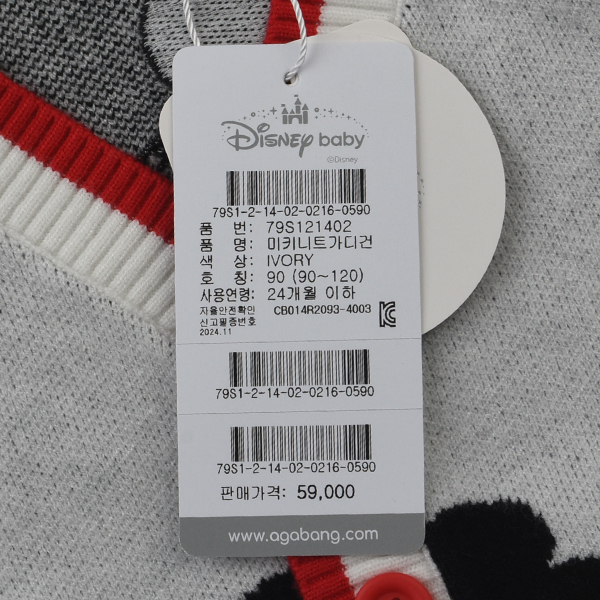 Disney baby
©Disney
79S1-2-14-02-0216-0590
품 번: 79S121402
품 명: 미키니트가디건
색 상: IVORY
호 칭: 90 (90~120)
사용연령: 24개월 이하
자율안전확인 신고필증번호 CB014R2093-4003
2024.11
79S1-2-14-02-0216-0590
79S1-2-14-02-0216-0590
판매가격: 59,000
www.agabang.com